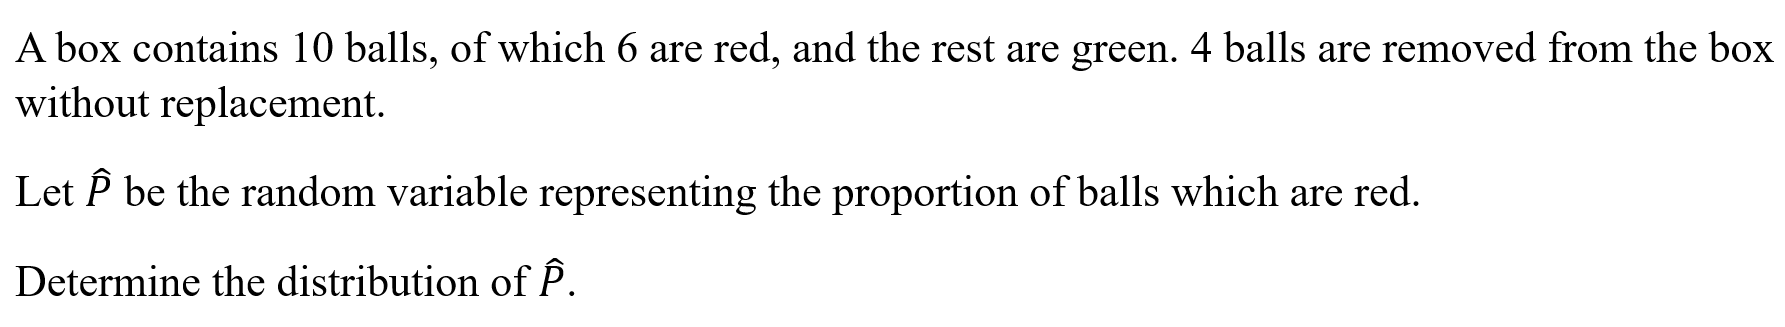 A box contains 10 balls, of which 6 are red, and the rest are green. 4 balls are removed from the box
without replacement.
Let P̂ be the random variable representing the proportion of balls which are red.
Determine the distribution of P̂.